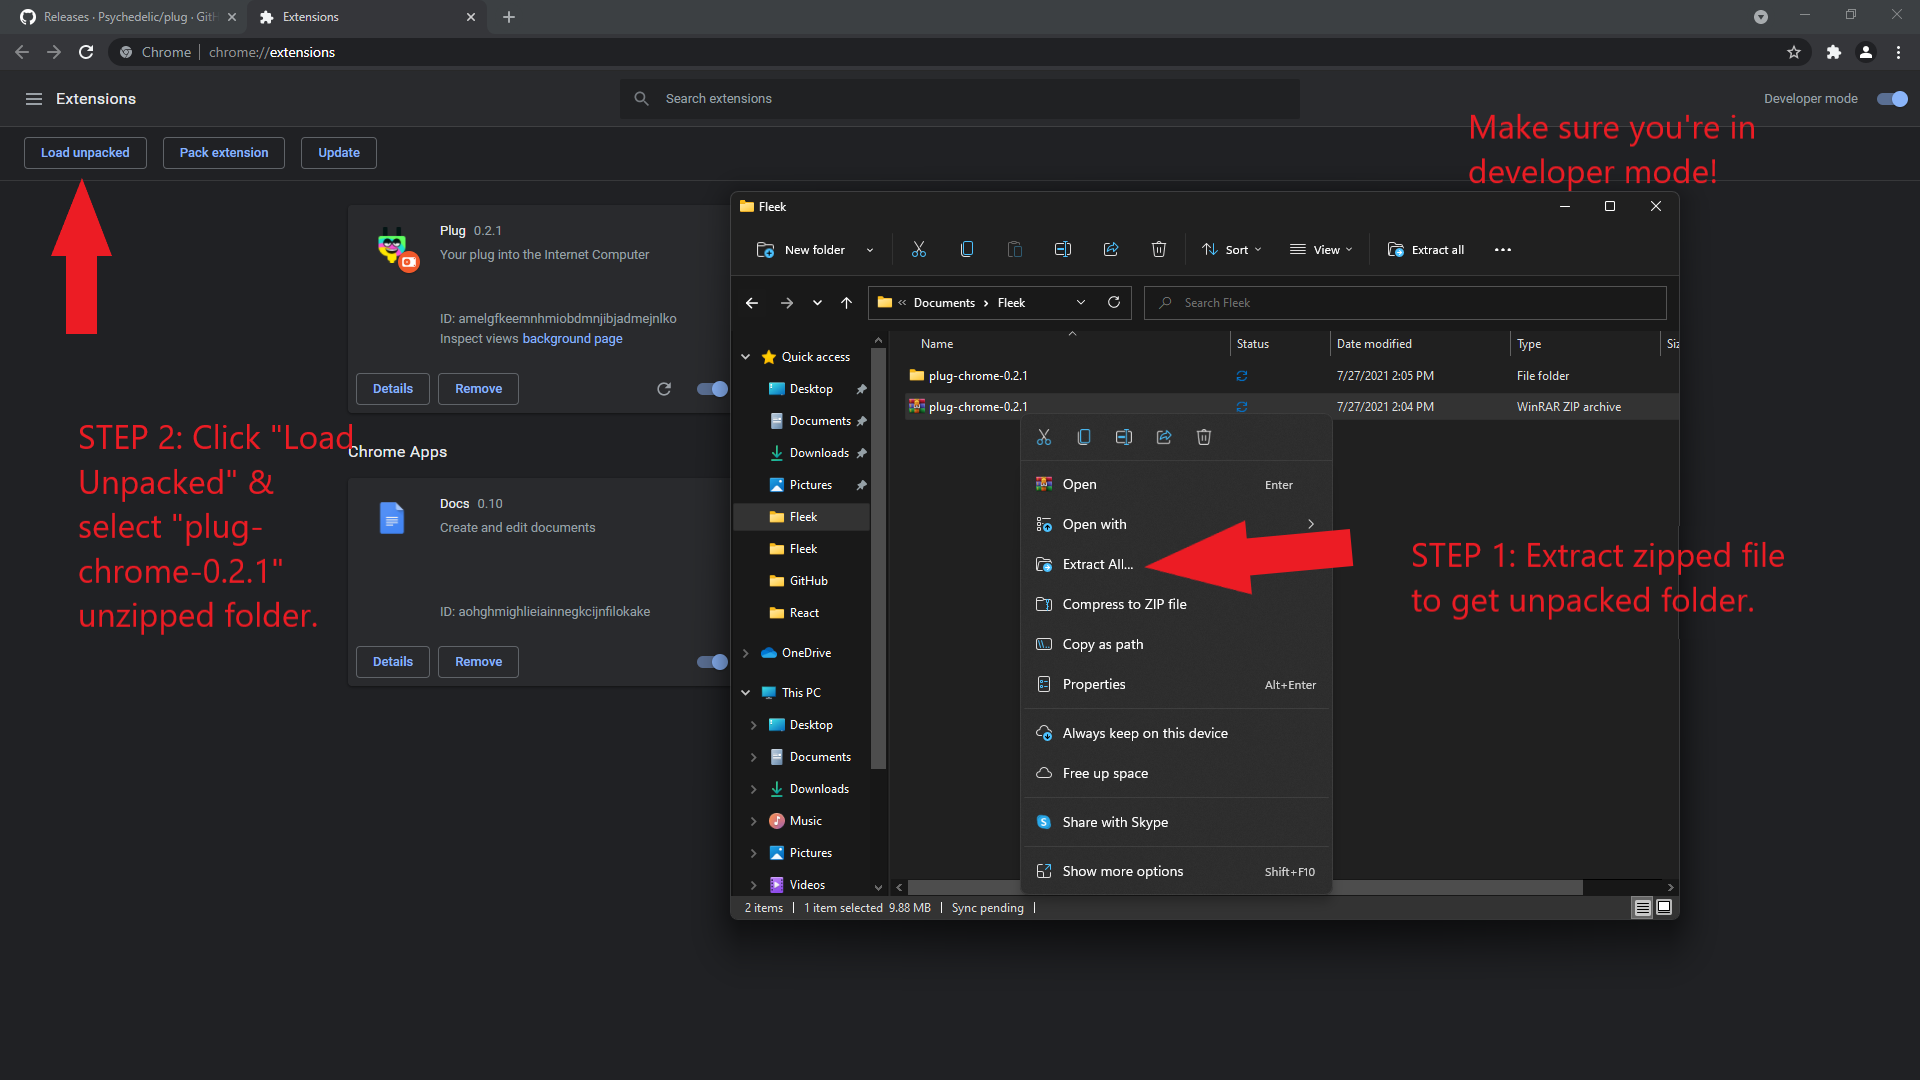 Releases · Psychedelic/plug · GitH
Extensions
Chrome
chrome://extensions
Extensions
Search extensions
Developer mode
Make sure you're in
developer mode!
Load unpacked
Pack extension
Update
Plug 0.2.1
Your plug into the Internet Computer
ID: amelgfkeemnhmiobdmnjibjadmejnlko
Inspect views background page
Details
Remove
STEP 2: Click "Load
Unpacked" &
select "plug-
chrome-0.2.1"
unzipped folder.
Chrome Apps
Docs 0.10
Create and edit documents
ID: aohghmighlieiainnegkcijnfilokake
Details
Remove
Fleek
New folder
Sort
View
Extract all
« Documents › Fleek
Search Fleek
Name
Status
Date modified
Type
Siz
plug-chrome-0.2.1
7/27/2021 2:05 PM
File folder
plug-chrome-0.2.1
7/27/2021 2:04 PM
WinRAR ZIP archive
Quick access
Desktop
Documents
Downloads
Pictures
Fleek
Fleek
GitHub
React
OneDrive
This PC
Desktop
Documents
Downloads
Music
Pictures
Videos
Open Enter
Open with
Extract All...
Compress to ZIP file
Copy as path
Properties Alt+Enter
Always keep on this device
Free up space
Share with Skype
Show more options Shift+F10
STEP 1: Extract zipped file
to get unpacked folder.
2 items
1 item selected 9.88 MB
Sync pending